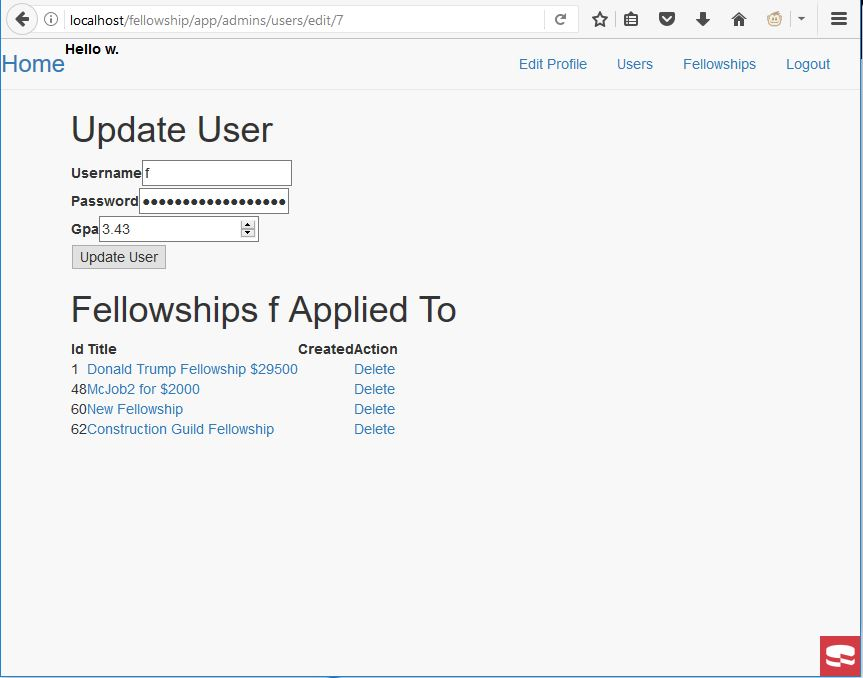 localhost/fellowship/app/admins/users/edit/7
Hello w.
Home Edit Profile Users Fellowships Logout
Update User
Username f
Password ••••••••••••••••••
Gpa 3.43
Update User
Fellowships f Applied To
Id Title Created Action
1 Donald Trump Fellowship $29500 Delete
48 McJob2 for $2000 Delete
60 New Fellowship Delete
62 Construction Guild Fellowship Delete